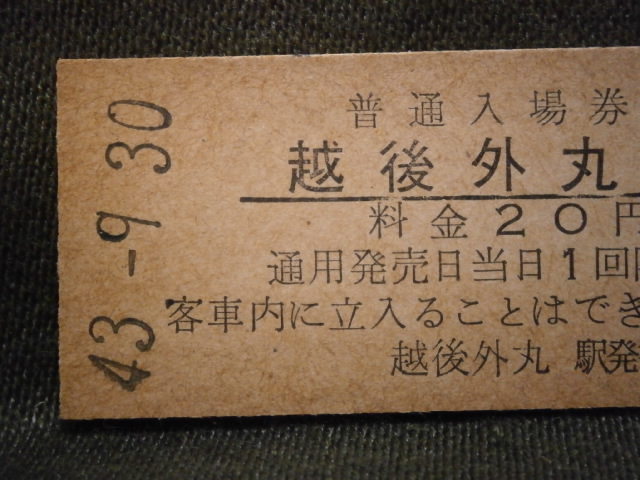 普通入場券
越後外丸
料金20円
通用発売日当日1回
客車内に立入ることはでき
越後外丸 駅発
43.-9.30